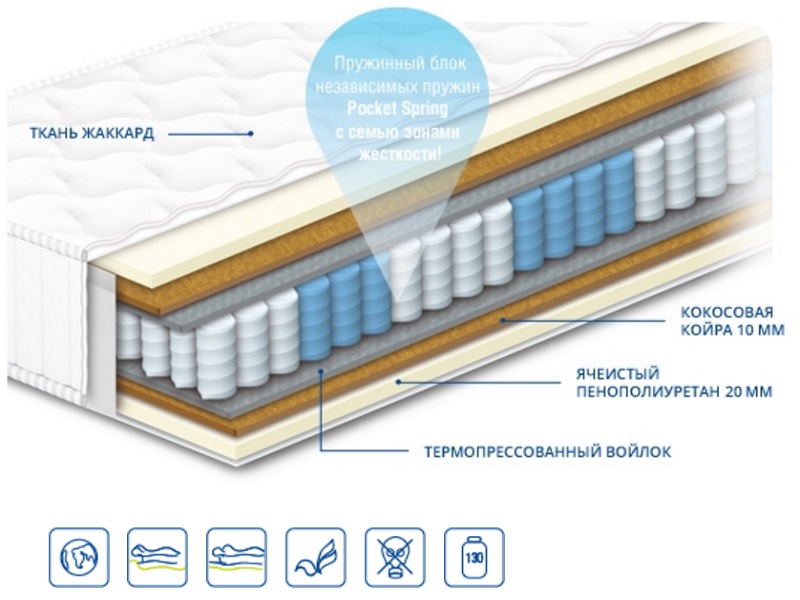 Пружинный блок
независимых пружин
Pocket Spring
с семью зонами
жесткости!
ТКАНЬ ЖАККАРД
КОКОСОВАЯ
КОЙРА 10 ММ
ЯЧЕИСТЫЙ
ПЕНОПОЛИУРЕТАН 20 ММ
ТЕРМОПРЕССОВАННЫЙ ВОЙЛОК
130